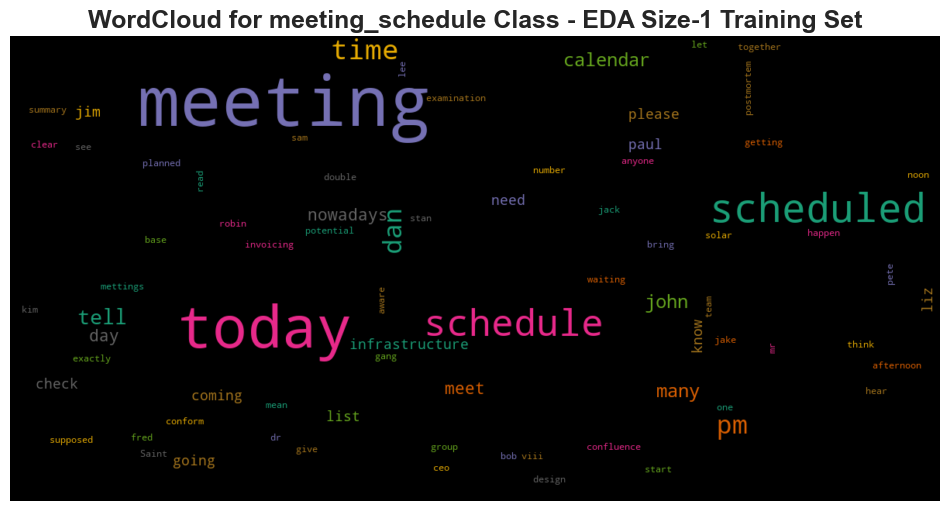 WordCloud for meeting_schedule Class - EDA Size-1 Training Set
time
lee
calendar
let
together
meeting
examination
postmortem
summary
jim
please
sam
clear
see
paul
getting
anyone
planned
read
double
number
noon
need
nowadays
dan
stan
jack
scheduled
robin
potential
base
invoicing
bring
solar
happen
mettings
aware
waiting
pete
kim
tell
day
today
schedule
john
team
liz
infrastructure
know
jake
mr
think
exactly
gang
afternoon
check
coming
meet
many
hear
mean
list
one
conform
pm
supposed
fred
dr
Saint
give
group
confluence
going
bob
viii
ceo
start
design